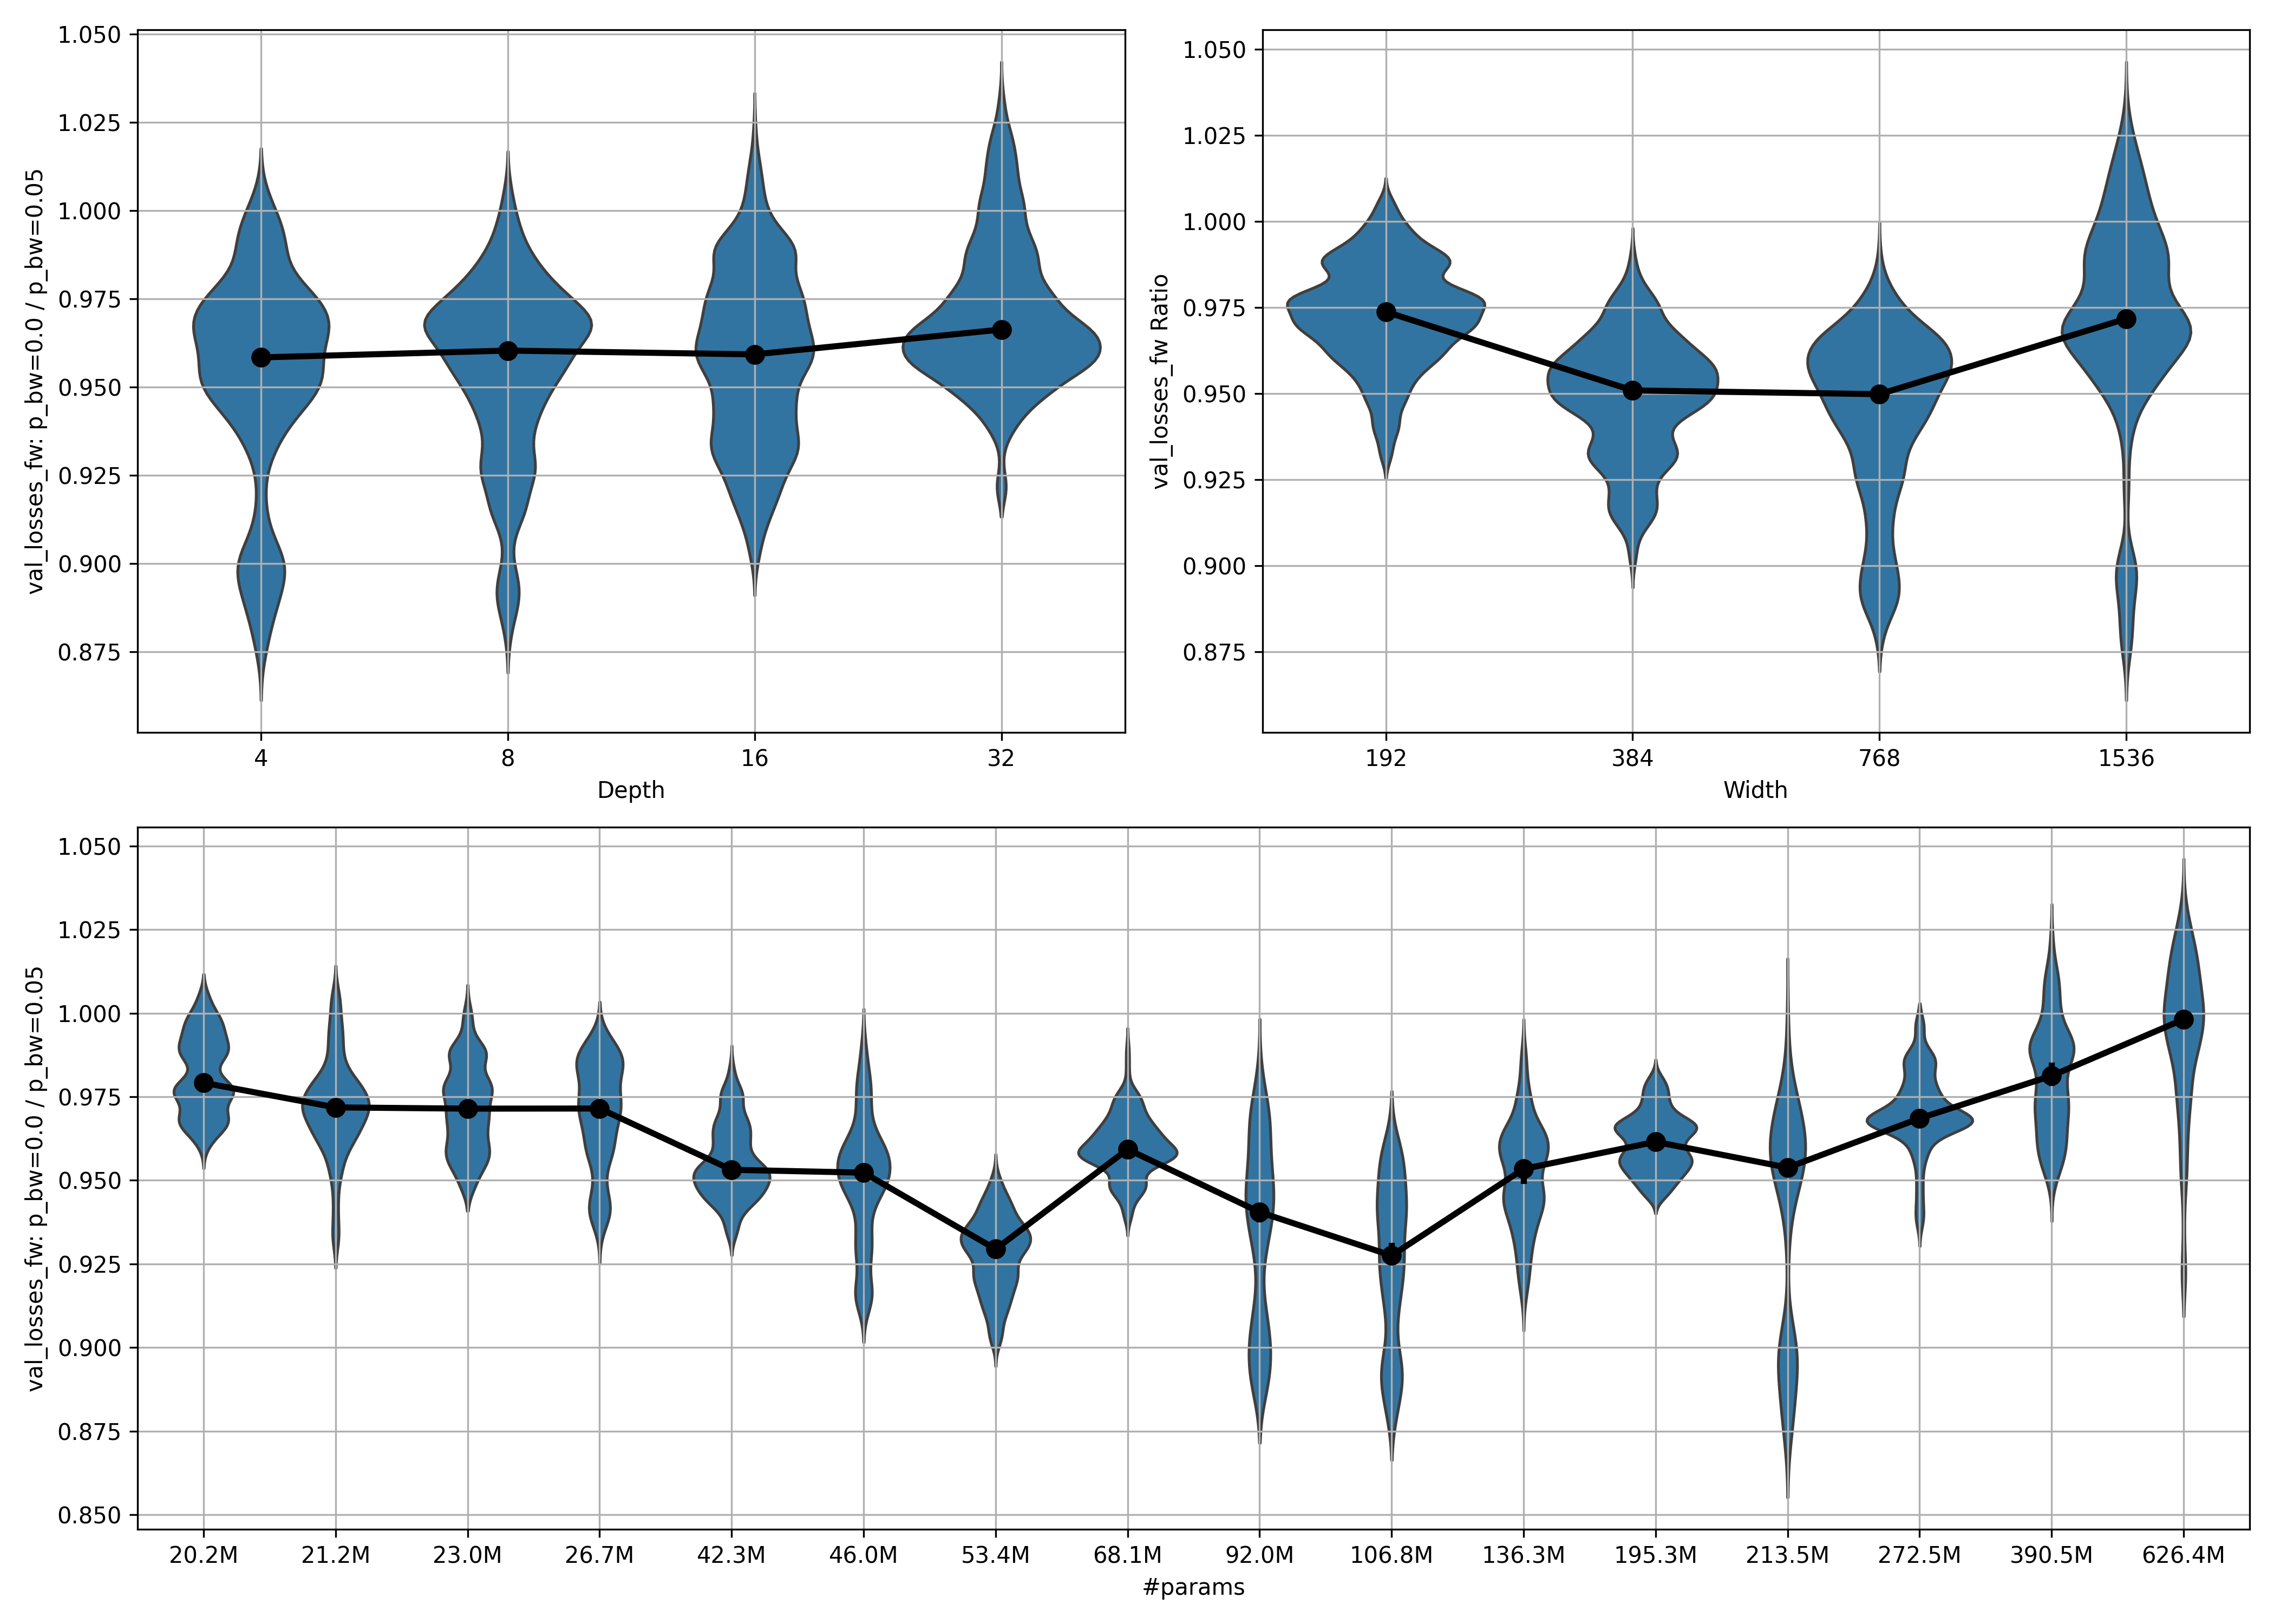 val_losses_fw: p_bw=0.0 / p_bw=0.05
1.050
1.025
1.000
0.975
0.950
0.925
0.900
0.875
4 8 16 32
Depth
val_losses_fw Ratio
1.050
1.025
1.000
0.975
0.950
0.925
0.900
0.875
192 384 768 1536
Width
val_losses_fw: p_bw=0.0 / p_bw=0.05
1.050
1.025
1.000
0.975
0.950
0.925
0.900
0.875
0.850
20.2M 21.2M 23.0M 26.7M 42.3M 46.0M 53.4M 68.1M 92.0M 106.8M 136.3M 195.3M 213.5M 272.5M 390.5M 626.4M
#params